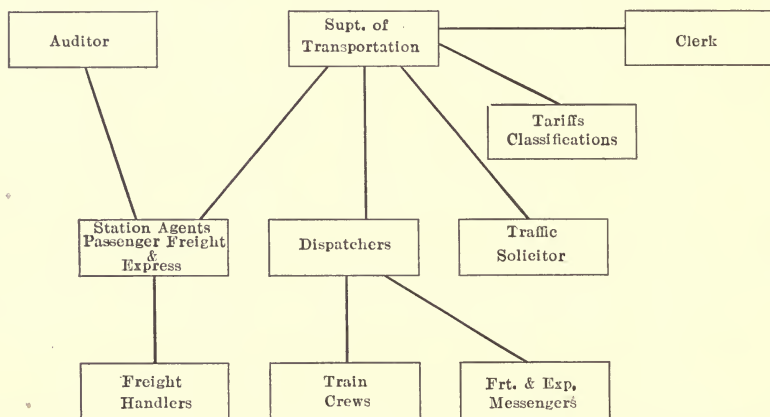 Auditor
Supt. of
Transportation
Clerk
Tariffs
Classifications
Station Agents
Passenger Freight
&
Express
Dispatchers
Traffic
Solicitor
Freight
Handlers
Train
Crews
Frt. & Exp.
Messengers